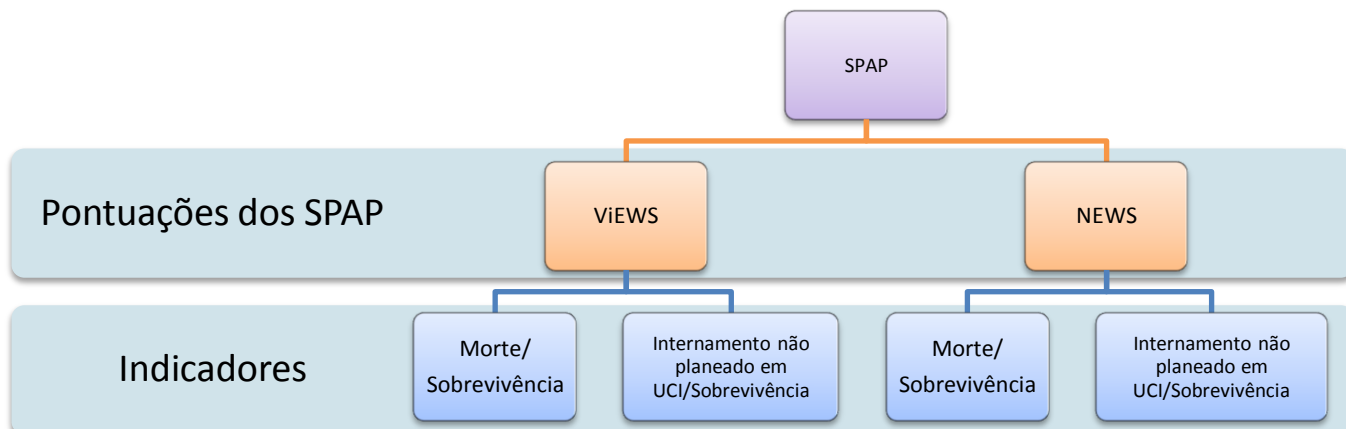 SPAP
Pontuações dos SPAP
ViEWS
NEWS
Indicadores
Morte/
Sobrevivência
Internamento não
planeado em
UCI/Sobrevivência
Morte/
Sobrevivência
Internamento não
planeado em
UCI/Sobrevivência